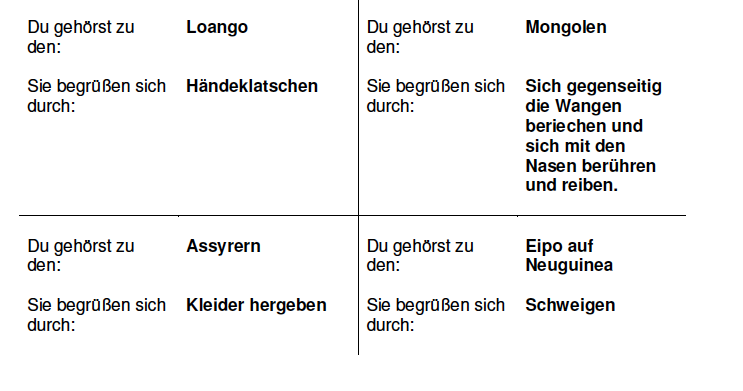 Du gehörst zu den: Loango
Sie begrüßen sich durch: Händeklatschen
Du gehörst zu den: Mongolen
Sie begrüßen sich durch: Sich gegenseitig die Wangen beriechen und sich mit den Nasen berühren und reiben.
Du gehörst zu den: Assyrern
Sie begrüßen sich durch: Kleider hergeben
Du gehörst zu den: Eipo auf Neuguinea
Sie begrüßen sich durch: Schweigen